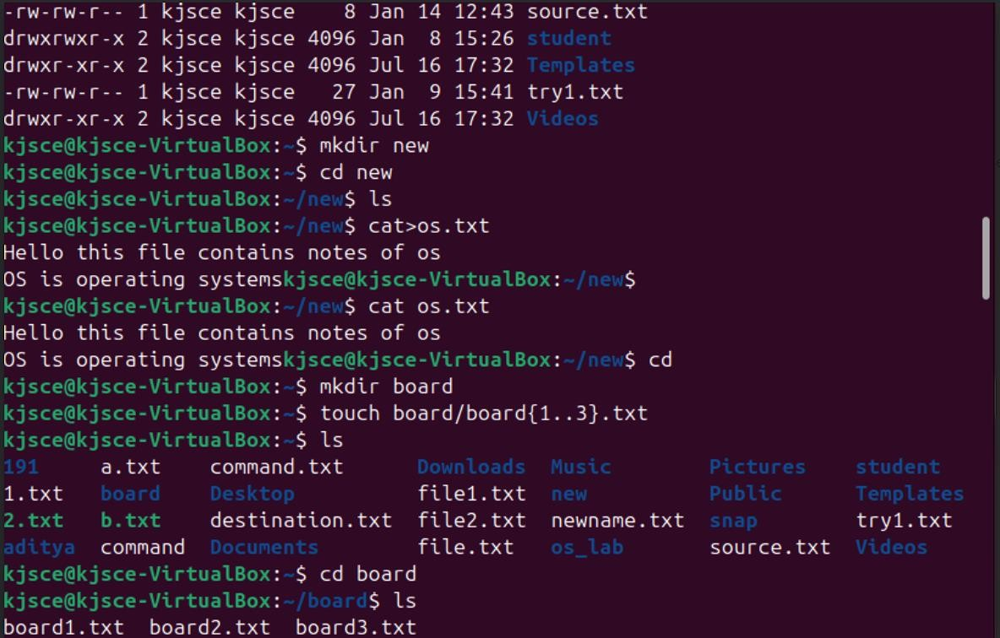 -rw-rw-r-- 1 kjsce kjsce    8 Jan 14 12:43 source.txt
drwxrwxr-x 2 kjsce kjsce 4096 Jan  8 15:26 student
drwxr-xr-x 2 kjsce kjsce 4096 Jul 16 17:32 Templates
-rw-rw-r-- 1 kjsce kjsce   27 Jan  9 15:41 try1.txt
drwxr-xr-x 2 kjsce kjsce 4096 Jul 16 17:32 Videos
kjsce@kjsce-VirtualBox:~$ mkdir new
kjsce@kjsce-VirtualBox:~$ cd new
kjsce@kjsce-VirtualBox:~/new$ ls
kjsce@kjsce-VirtualBox:~/new$ cat>os.txt
Hello this file contains notes of os
OS is operating systemskjsce@kjsce-VirtualBox:~/new$
kjsce@kjsce-VirtualBox:~/new$ cat os.txt
Hello this file contains notes of os
OS is operating systemskjsce@kjsce-VirtualBox:~/new$ cd
kjsce@kjsce-VirtualBox:~$ mkdir board
kjsce@kjsce-VirtualBox:~$ touch board/board{1..3}.txt
kjsce@kjsce-VirtualBox:~$ ls
191     a.txt    command.txt      Downloads  Music        Pictures    student
1.txt   board    Desktop          file1.txt  new          Public      Templates
2.txt   b.txt    destination.txt  file2.txt  newname.txt  snap        try1.txt
aditya  command  Documents        file.txt   os_lab       source.txt  Videos
kjsce@kjsce-VirtualBox:~$ cd board
kjsce@kjsce-VirtualBox:~/board$ ls
board1.txt  board2.txt  board3.txt